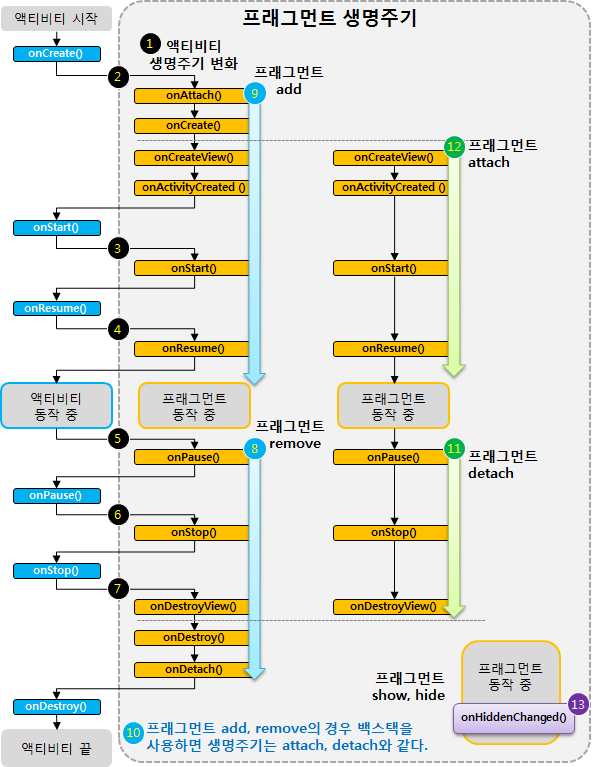 프래그먼트 생명주기
액티비티 시작
onCreate()
1 액티비티
생명주기 변화
2
프래그먼트
add
9
onAttach()
onCreate()
onCreateView()
onActivityCreated ()
12 프래그먼트
attach
onCreateView()
onActivityCreated ()
onStart()
3
onStart()
onStart()
onResume()
4
onResume()
onResume()
액티비티
동작 중
프래그먼트
동작 중
프래그먼트
동작 중
5
프래그먼트
remove
8
onPause()
11 프래그먼트
detach
onPause()
onPause()
6
onStop()
onStop()
onStop()
7
onDestroyView()
onDestroyView()
onDestroy()
onDetach()
프래그먼트
show, hide
프래그먼트
동작 중
13
onHiddenChanged()
onDestroy()
액티비티 끝
10 프래그먼트 add, remove의 경우 백스택을
사용하면 생명주기는 attach, detach와 같다.